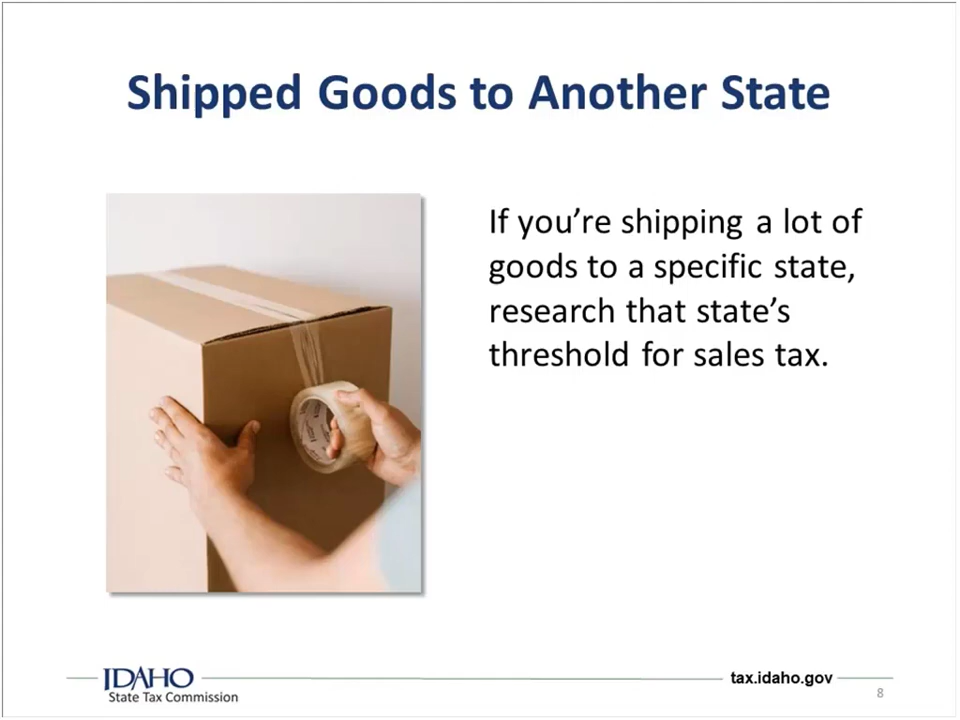 Shipped Goods to Another State
If you're shipping a lot of
goods to a specific state,
research that state's
threshold for sales tax.
IDAHO
State Tax Commission
tax.idaho.gov
8